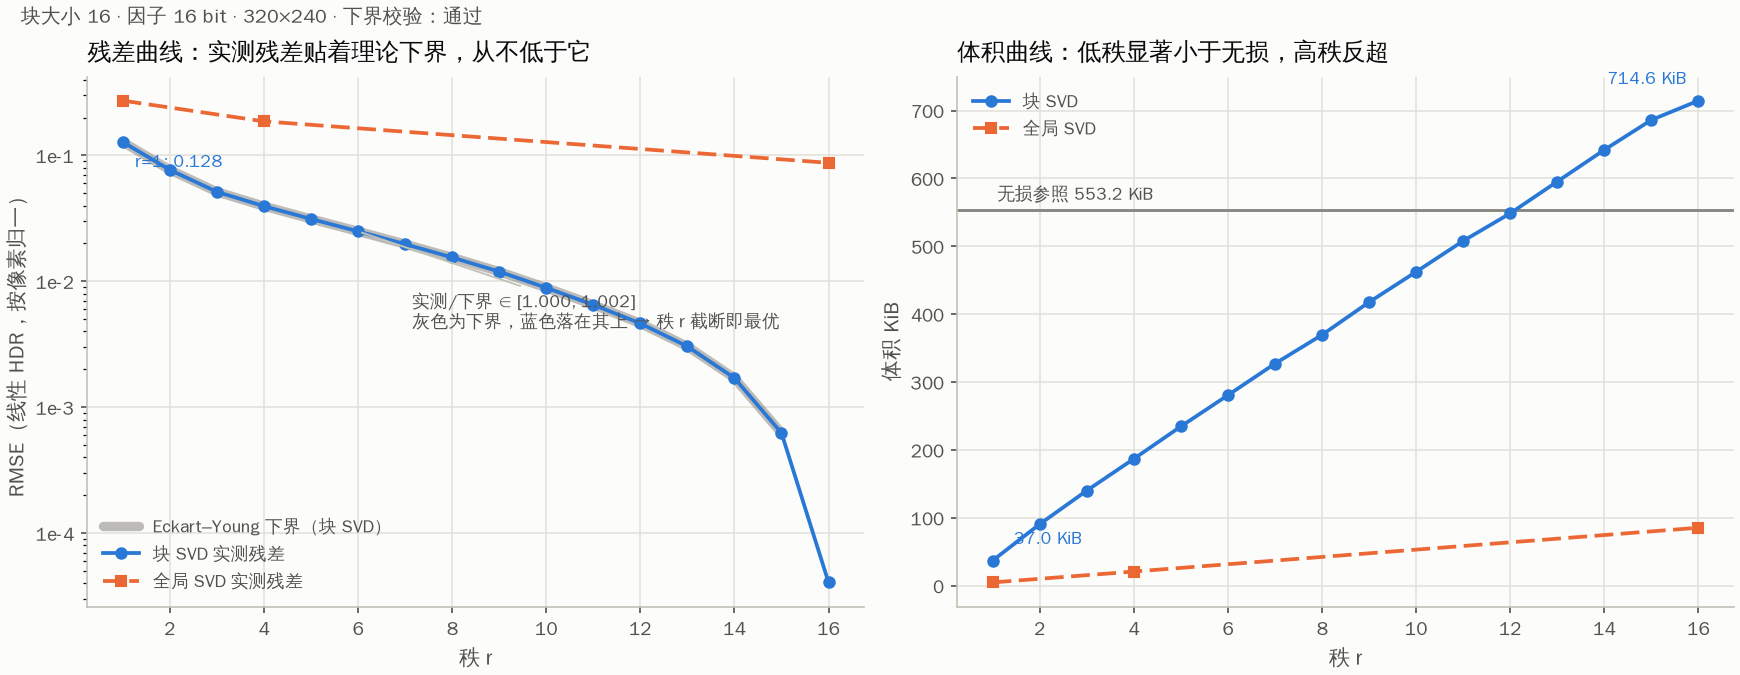 块大小 16 · 因子 16 bit · 320×240 · 下界校验：通过
残差曲线：实测残差贴着理论下界，从不低于它
RMSE（线性 HDR，按像素归一）
1e-1
1e-2
1e-3
1e-4
r=1: 0.128
实测/下界 ∈ [1.000, 1.002]
灰色为下界，蓝色落在其上 → 秩 r 截断即最优
Eckart–Young 下界（块 SVD）
块 SVD 实测残差
全局 SVD 实测残差
2 4 6 8 10 12 14 16
秩 r
体积曲线：低秩显著小于无损，高秩反超
体积 KiB
700
600
500
400
300
200
100
0
714.6 KiB
块 SVD
全局 SVD
无损参照 553.2 KiB
37.0 KiB
2 4 6 8 10 12 14 16
秩 r